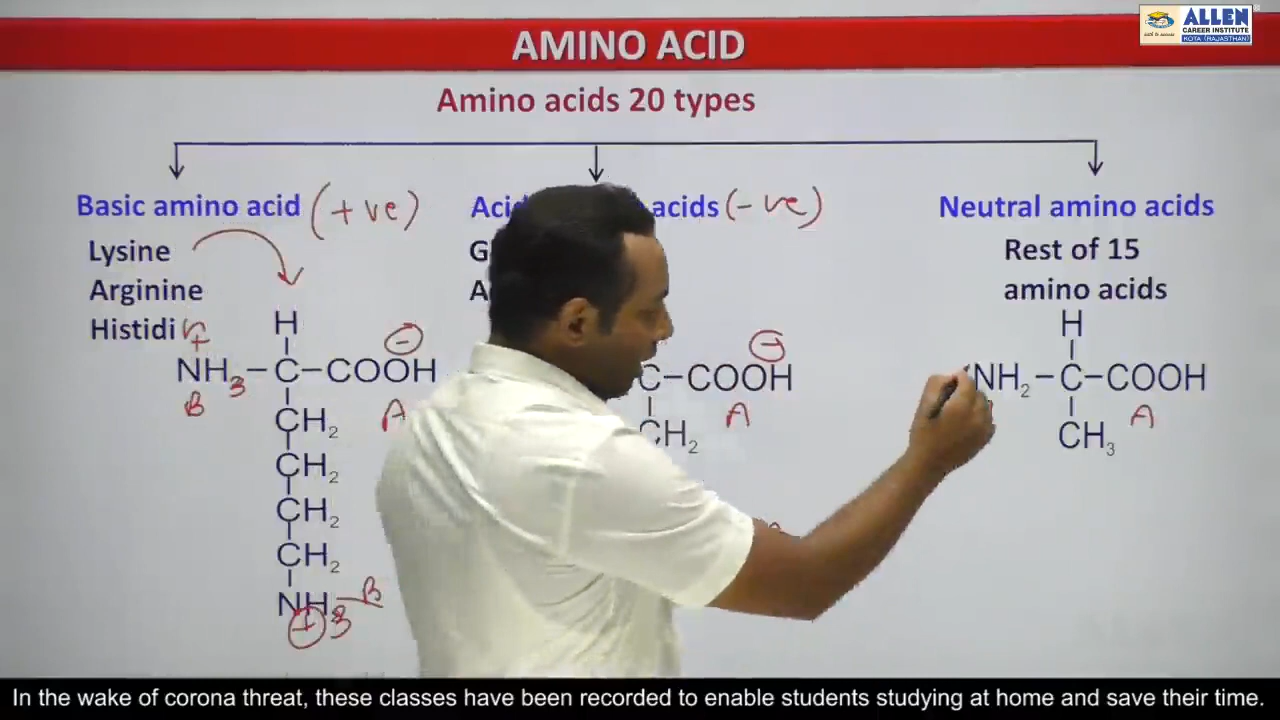 ALLEN
CAREER INSTITUTE
KOTA (RAJASTHAN)
AMINO ACID
Amino acids 20 types
Basic amino acid (+ve)
Lysine
Arginine
Histidi
H
NH3–C–COOH
+
−
B
A
CH2
CH2
CH2
CH2
NH3 B
+
acids (-ve)
G
A
C–COOH
−
A
CH2
Neutral amino acids
Rest of 15
amino acids
H
NH2–C–COOH
A
CH3
In the wake of corona threat, these classes have been recorded to enable students studying at home and save their time.